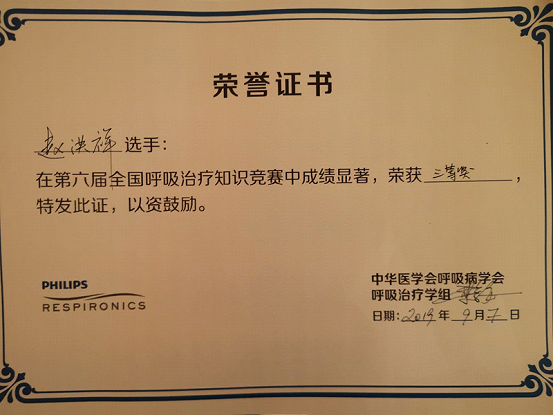 荣誉证书
赵洪祥 选手：
在第六届全国呼吸治疗知识竞赛中成绩显著，荣获 三等奖 ，
特发此证，以资鼓励。
PHILIPS
RESPIRONICS
中华医学会呼吸病学会
呼吸治疗学组
日期：2019 年 9 月 7 日